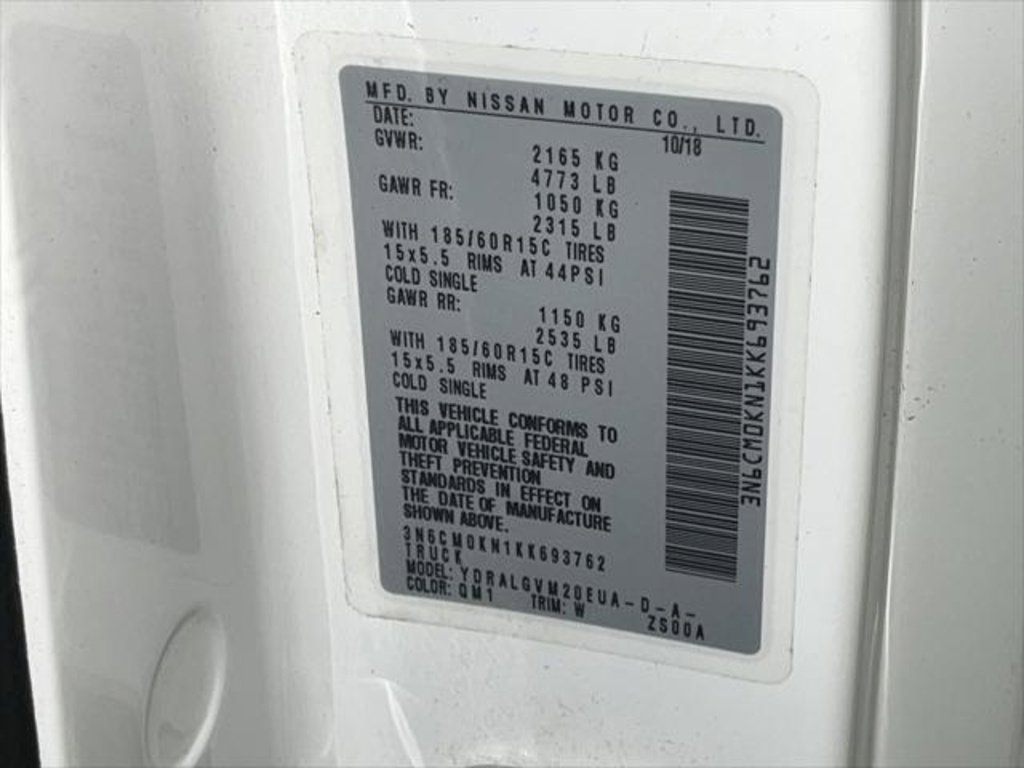 MFD. BY NISSAN MOTOR CO., LTD.
DATE: 10/18
GVWR: 2165 KG
4773 LB
GAWR FR: 1050 KG
2315 LB
WITH 185/60R15C TIRES
15x5.5 RIMS AT 44PSI
COLD SINGLE
GAWR RR: 1150 KG
2535 LB
WITH 185/60R15C TIRES
15x5.5 RIMS AT 48 PSI
COLD SINGLE
THIS VEHICLE CONFORMS TO
ALL APPLICABLE FEDERAL
MOTOR VEHICLE SAFETY AND
THEFT PREVENTION
STANDARDS IN EFFECT ON
THE DATE OF MANUFACTURE
SHOWN ABOVE.
3N6CM0KN1KK693762
TRUCK
MODEL: YDRALGVM20EUA-D-A-
COLOR: QM1 TRIM: W ZS00A
3N6CM0KN1KK693762